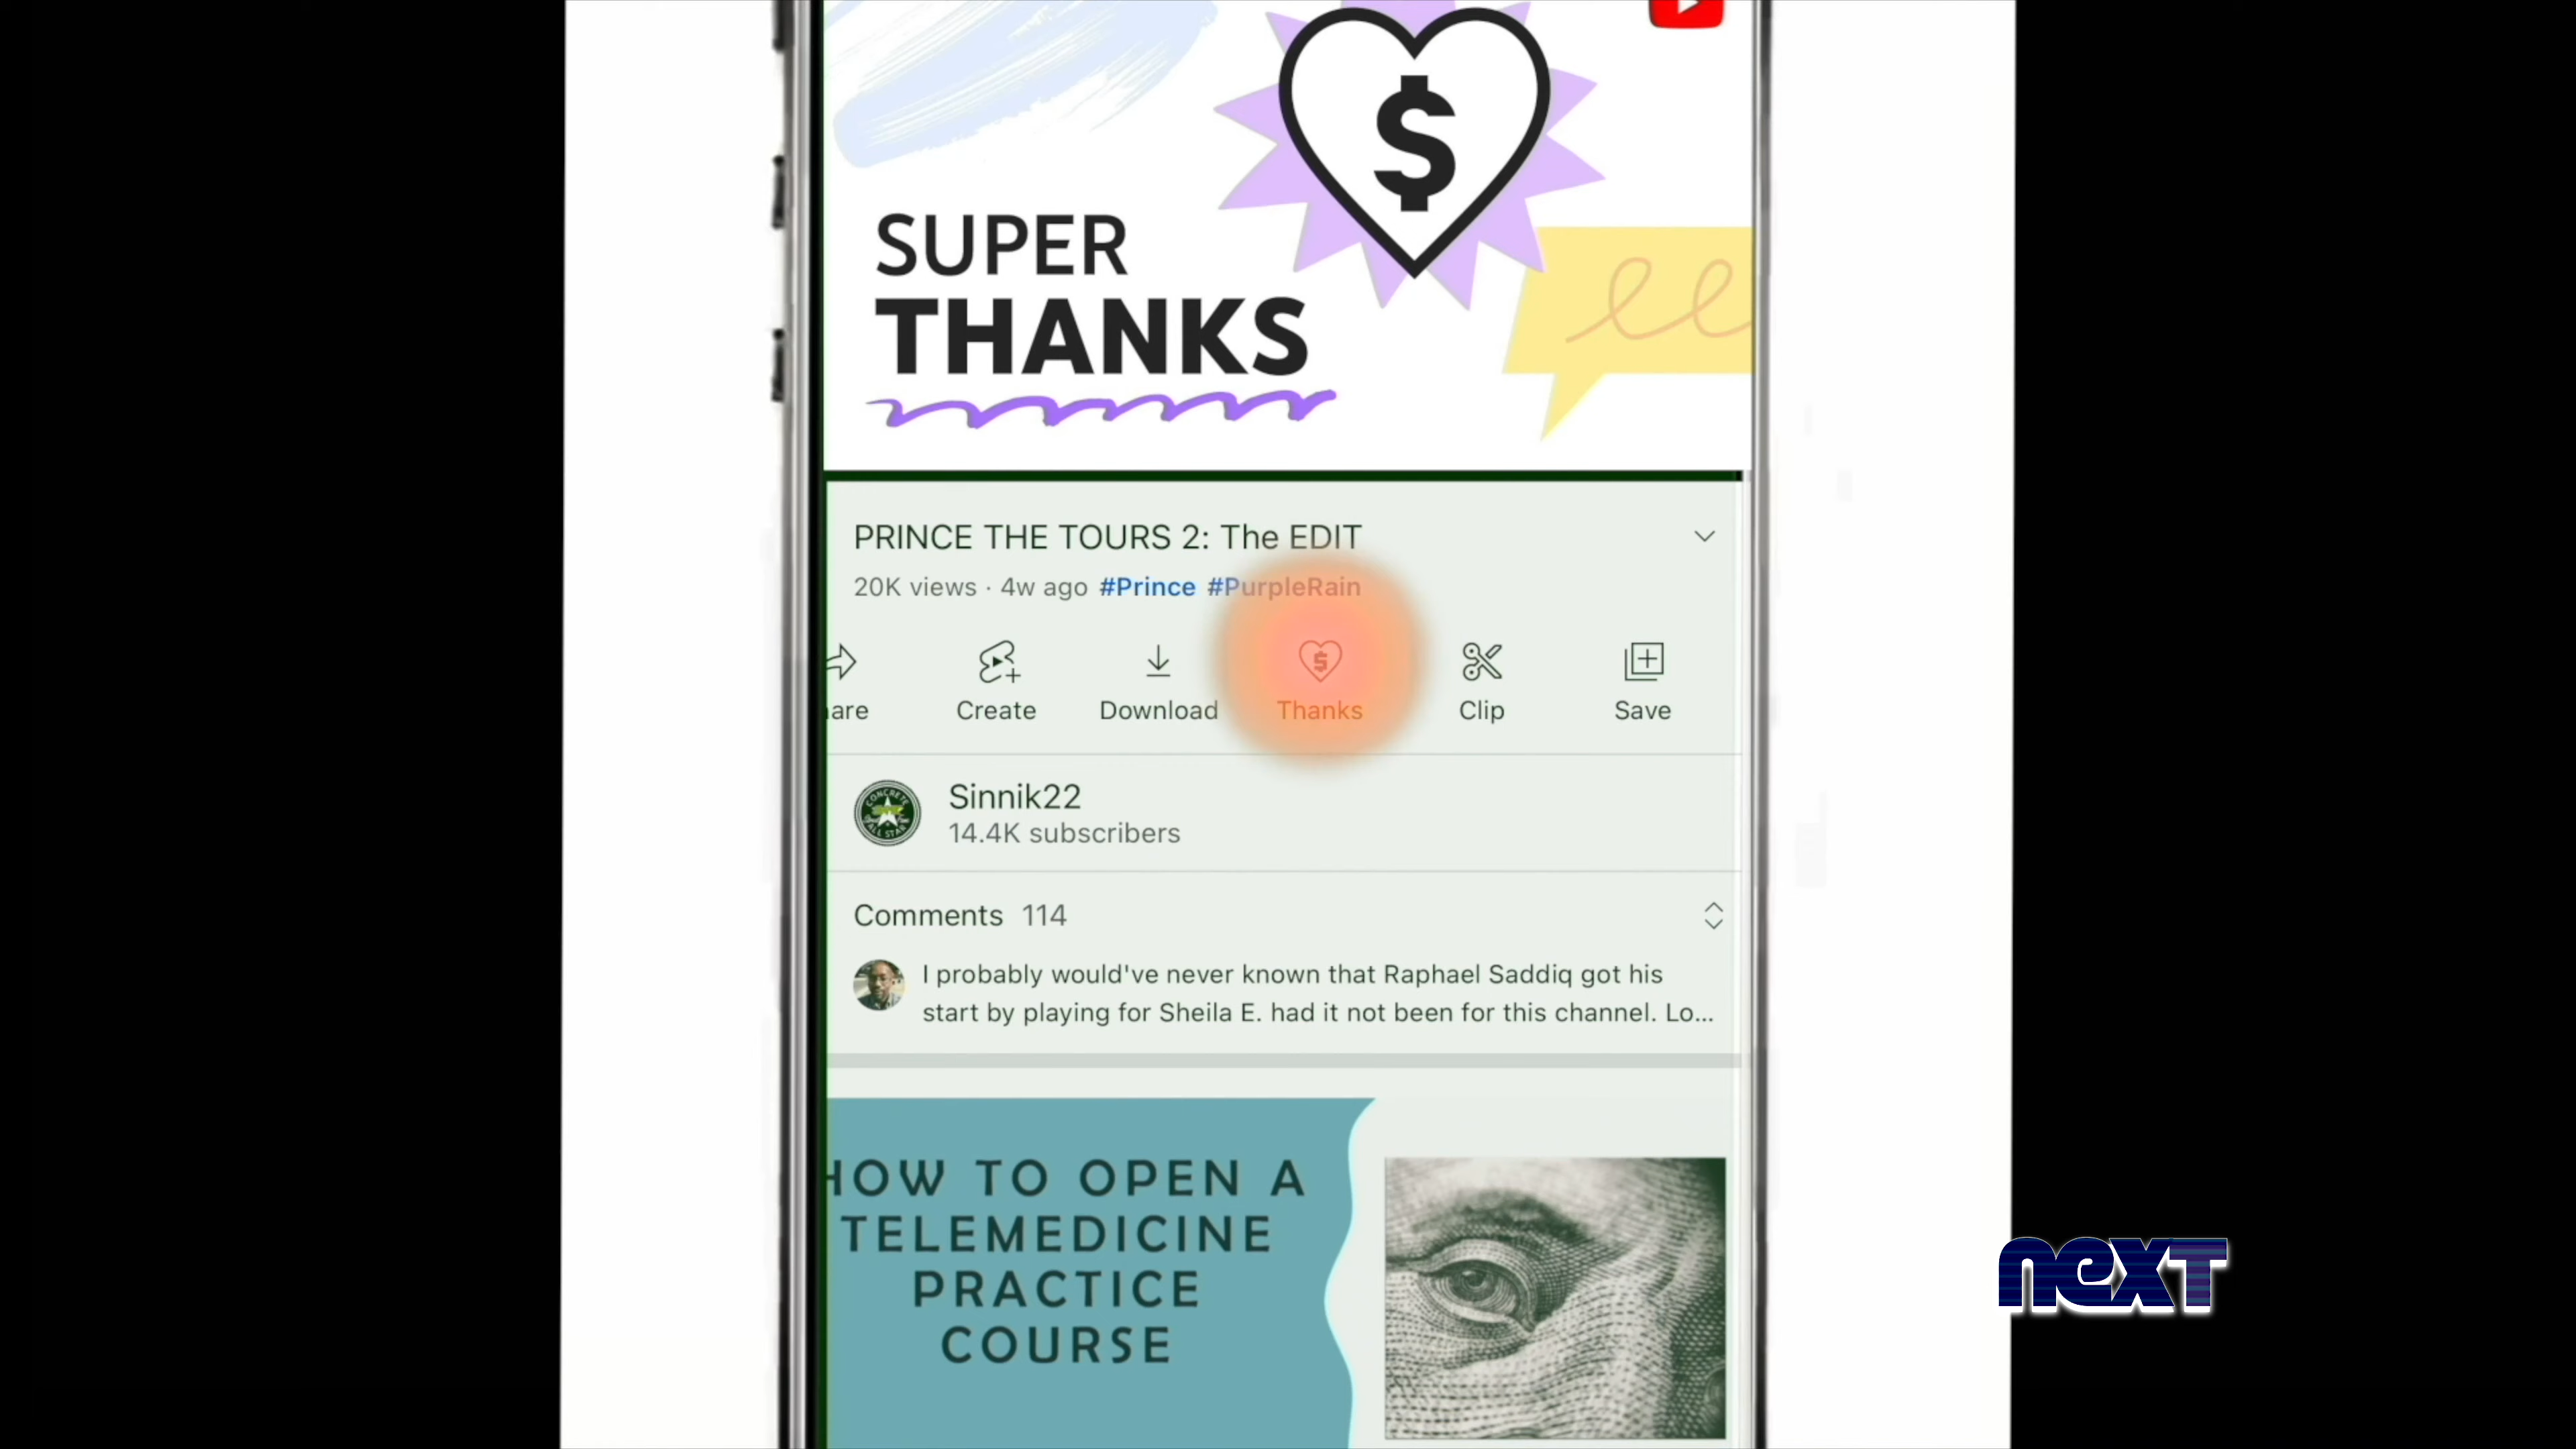 $
SUPER
THANKS
PRINCE THE TOURS 2: The EDIT
20K views · 4w ago #Prince #PurpleRain
are Create Download Thanks Clip Save
Sinnik22
14.4K subscribers
Comments 114
I probably would've never known that Raphael Saddiq got his
start by playing for Sheila E. had it not been for this channel. Lo...
HOW TO OPEN A
TELEMEDICINE
PRACTICE
COURSE
next